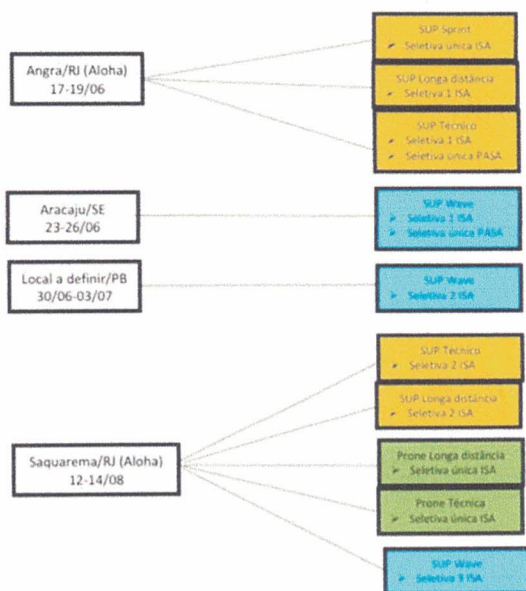 Angra/RJ (Aloha)
17-19/06
SUP Sprint
➤ Seletiva única ISA
SUP Longa distância
➤ Seletiva 1 ISA
SUP Técnico
➤ Seletiva 1 ISA
➤ Seletiva única PASA
Aracaju/SE
23-26/06
SUP Wave
➤ Seletiva 1 ISA
➤ Seletiva única PASA
Local a definir/PB
30/06-03/07
SUP Wave
➤ Seletiva 2 ISA
Saquarema/RJ (Aloha)
12-14/08
SUP Técnico
➤ Seletiva 2 ISA
SUP Longa distância
➤ Seletiva 2 ISA
Prone Longa distância
➤ Seletiva única ISA
Prone Técnica
➤ Seletiva única ISA
SUP Wave
➤ Seletiva 3 ISA